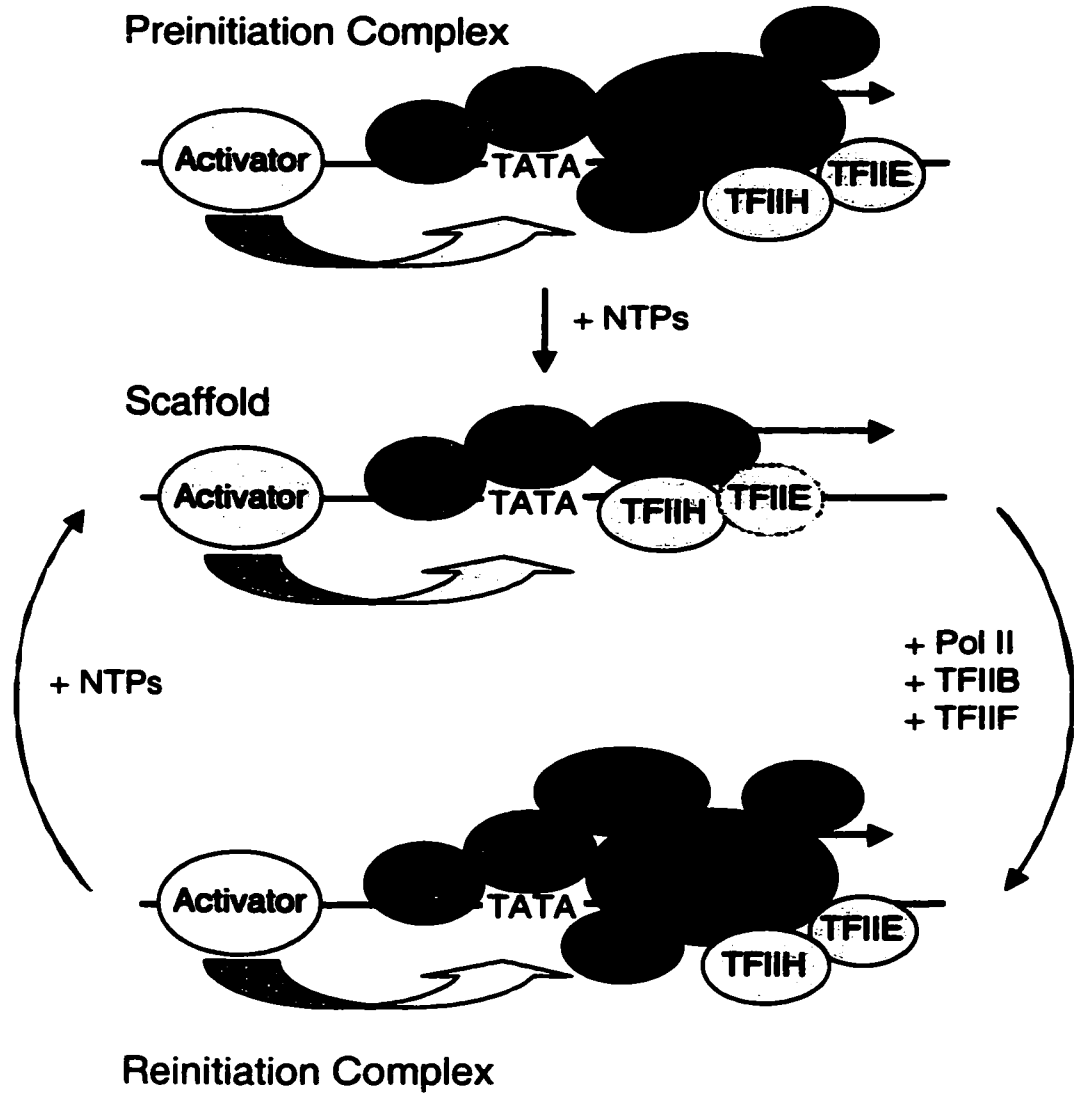 Preinitiation Complex
Activator
TATA
TFIIH
TFIIE
+ NTPs
Scaffold
Activator
TATA
TFIIH
TFIIE
+ NTPs
+ Pol II
+ TFIIB
+ TFIIF
Activator
TATA
TFIIH
TFIIE
Reinitiation Complex